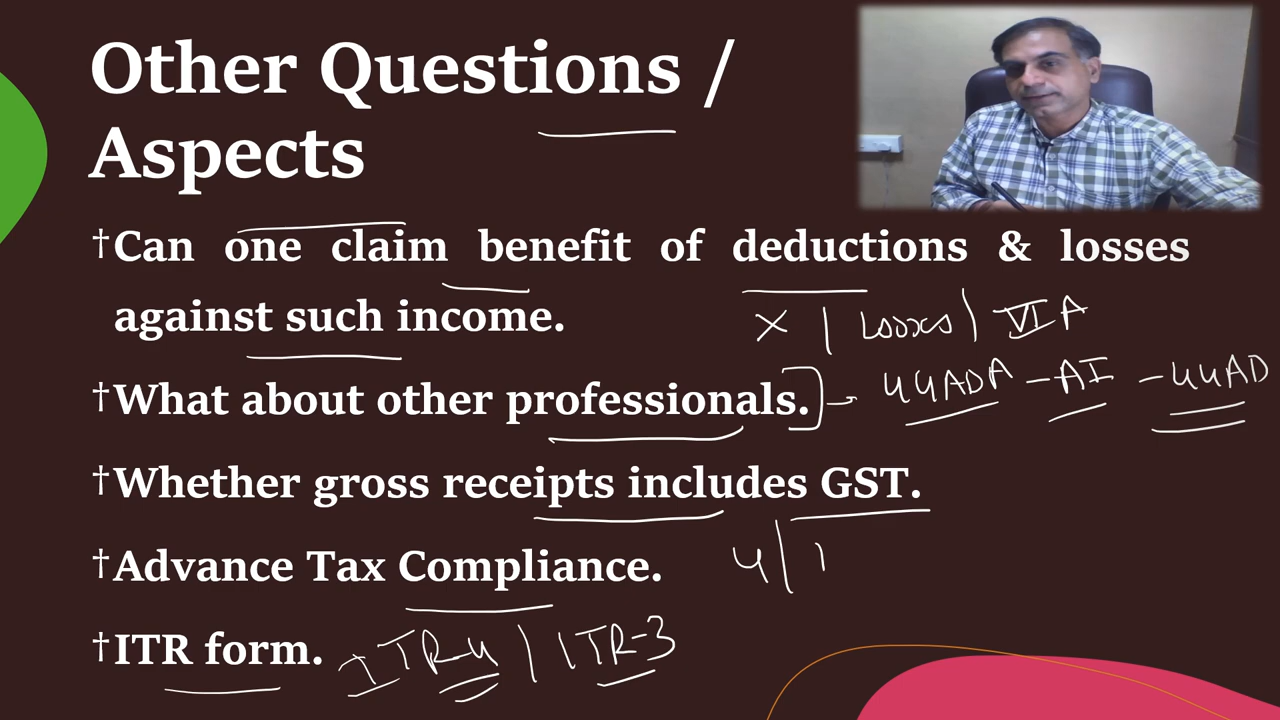 Other Questions /
Aspects
†Can one claim benefit of deductions & losses
against such income.
X | Losses | VI A
†What about other professionals.
44ADA - AI - 44AD
†Whether gross receipts includes GST.
†Advance Tax Compliance.
4 | 1
†ITR form.
ITR-4 | ITR-3